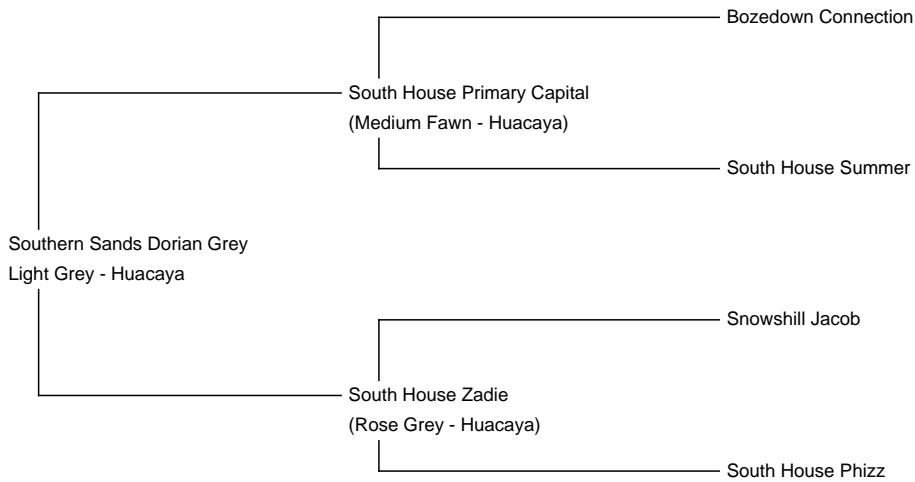 Bozedown Connection
South House Primary Capital
(Medium Fawn - Huacaya)
South House Summer
Southern Sands Dorian Grey
Light Grey - Huacaya
Snowshill Jacob
South House Zadie
(Rose Grey - Huacaya)
South House Phizz